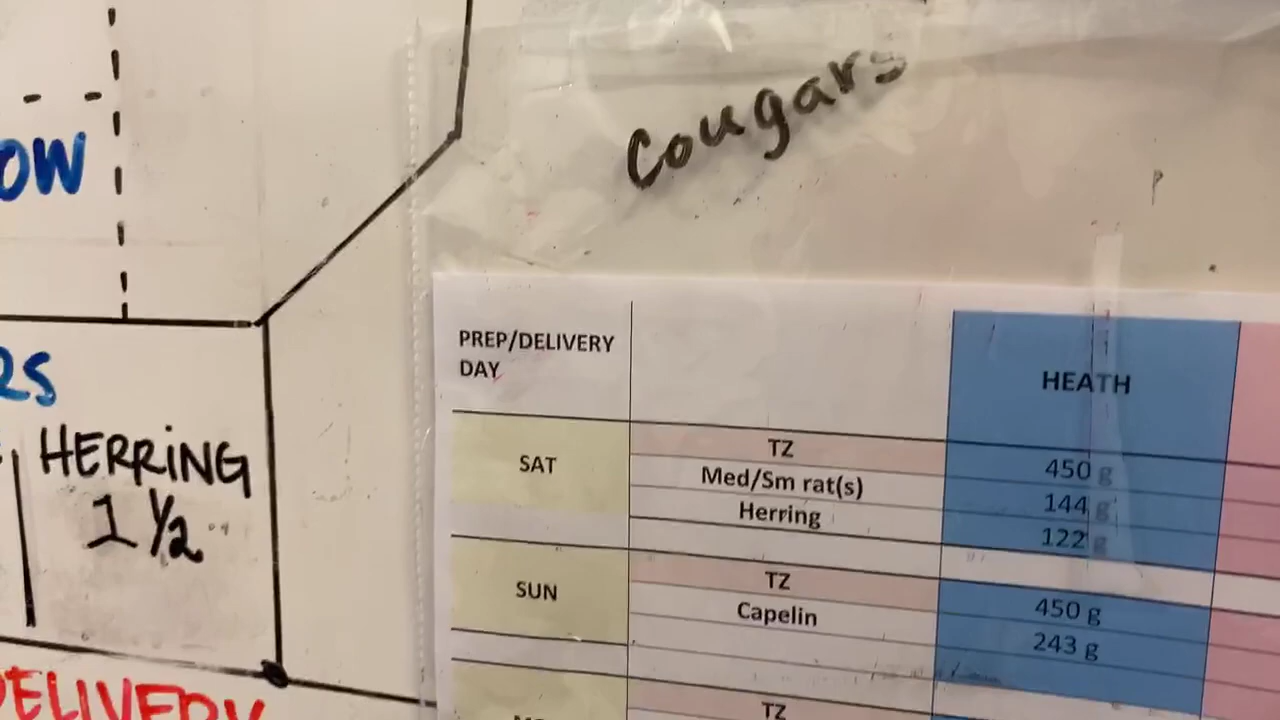 Cougars
OW
RS
HERRING
1 ½
DELIVERY
PREP/DELIVERY
DAY
HEATH
SAT
TZ
450 g
Med/Sm rat(s)
144 g
Herring
122 g
SUN
TZ
450 g
Capelin
243 g
TZ